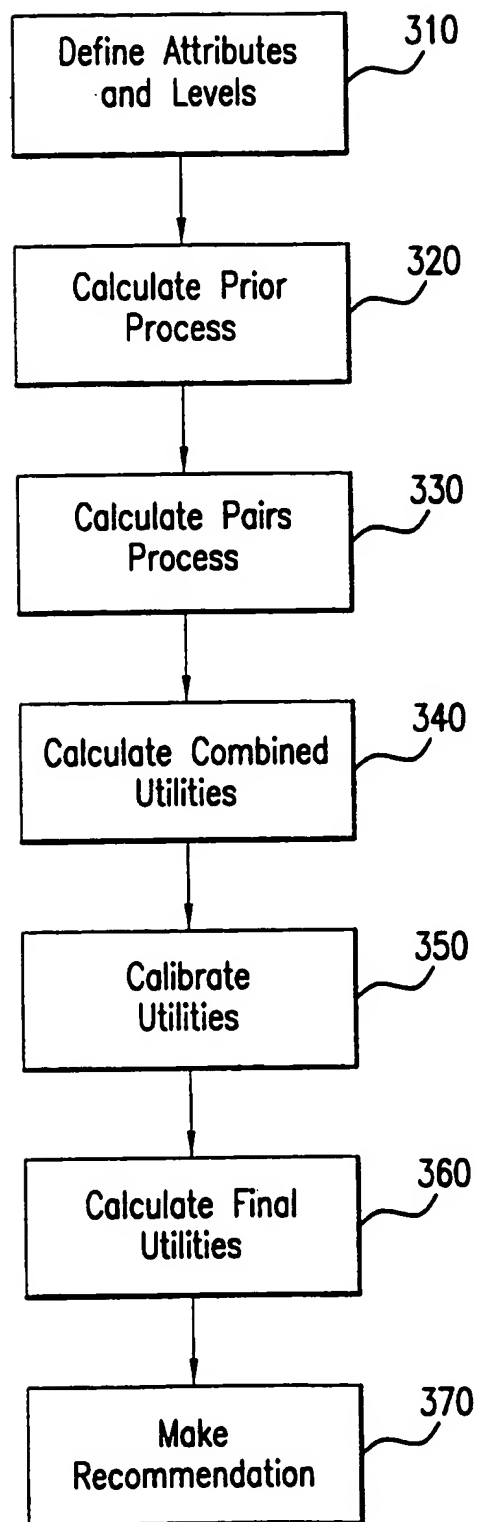 310
Define Attributes
and Levels
320
Calculate Prior
Process
330
Calculate Pairs
Process
340
Calculate Combined
Utilities
350
Calibrate
Utilities
360
Calculate Final
Utilities
370
Make
Recommendation